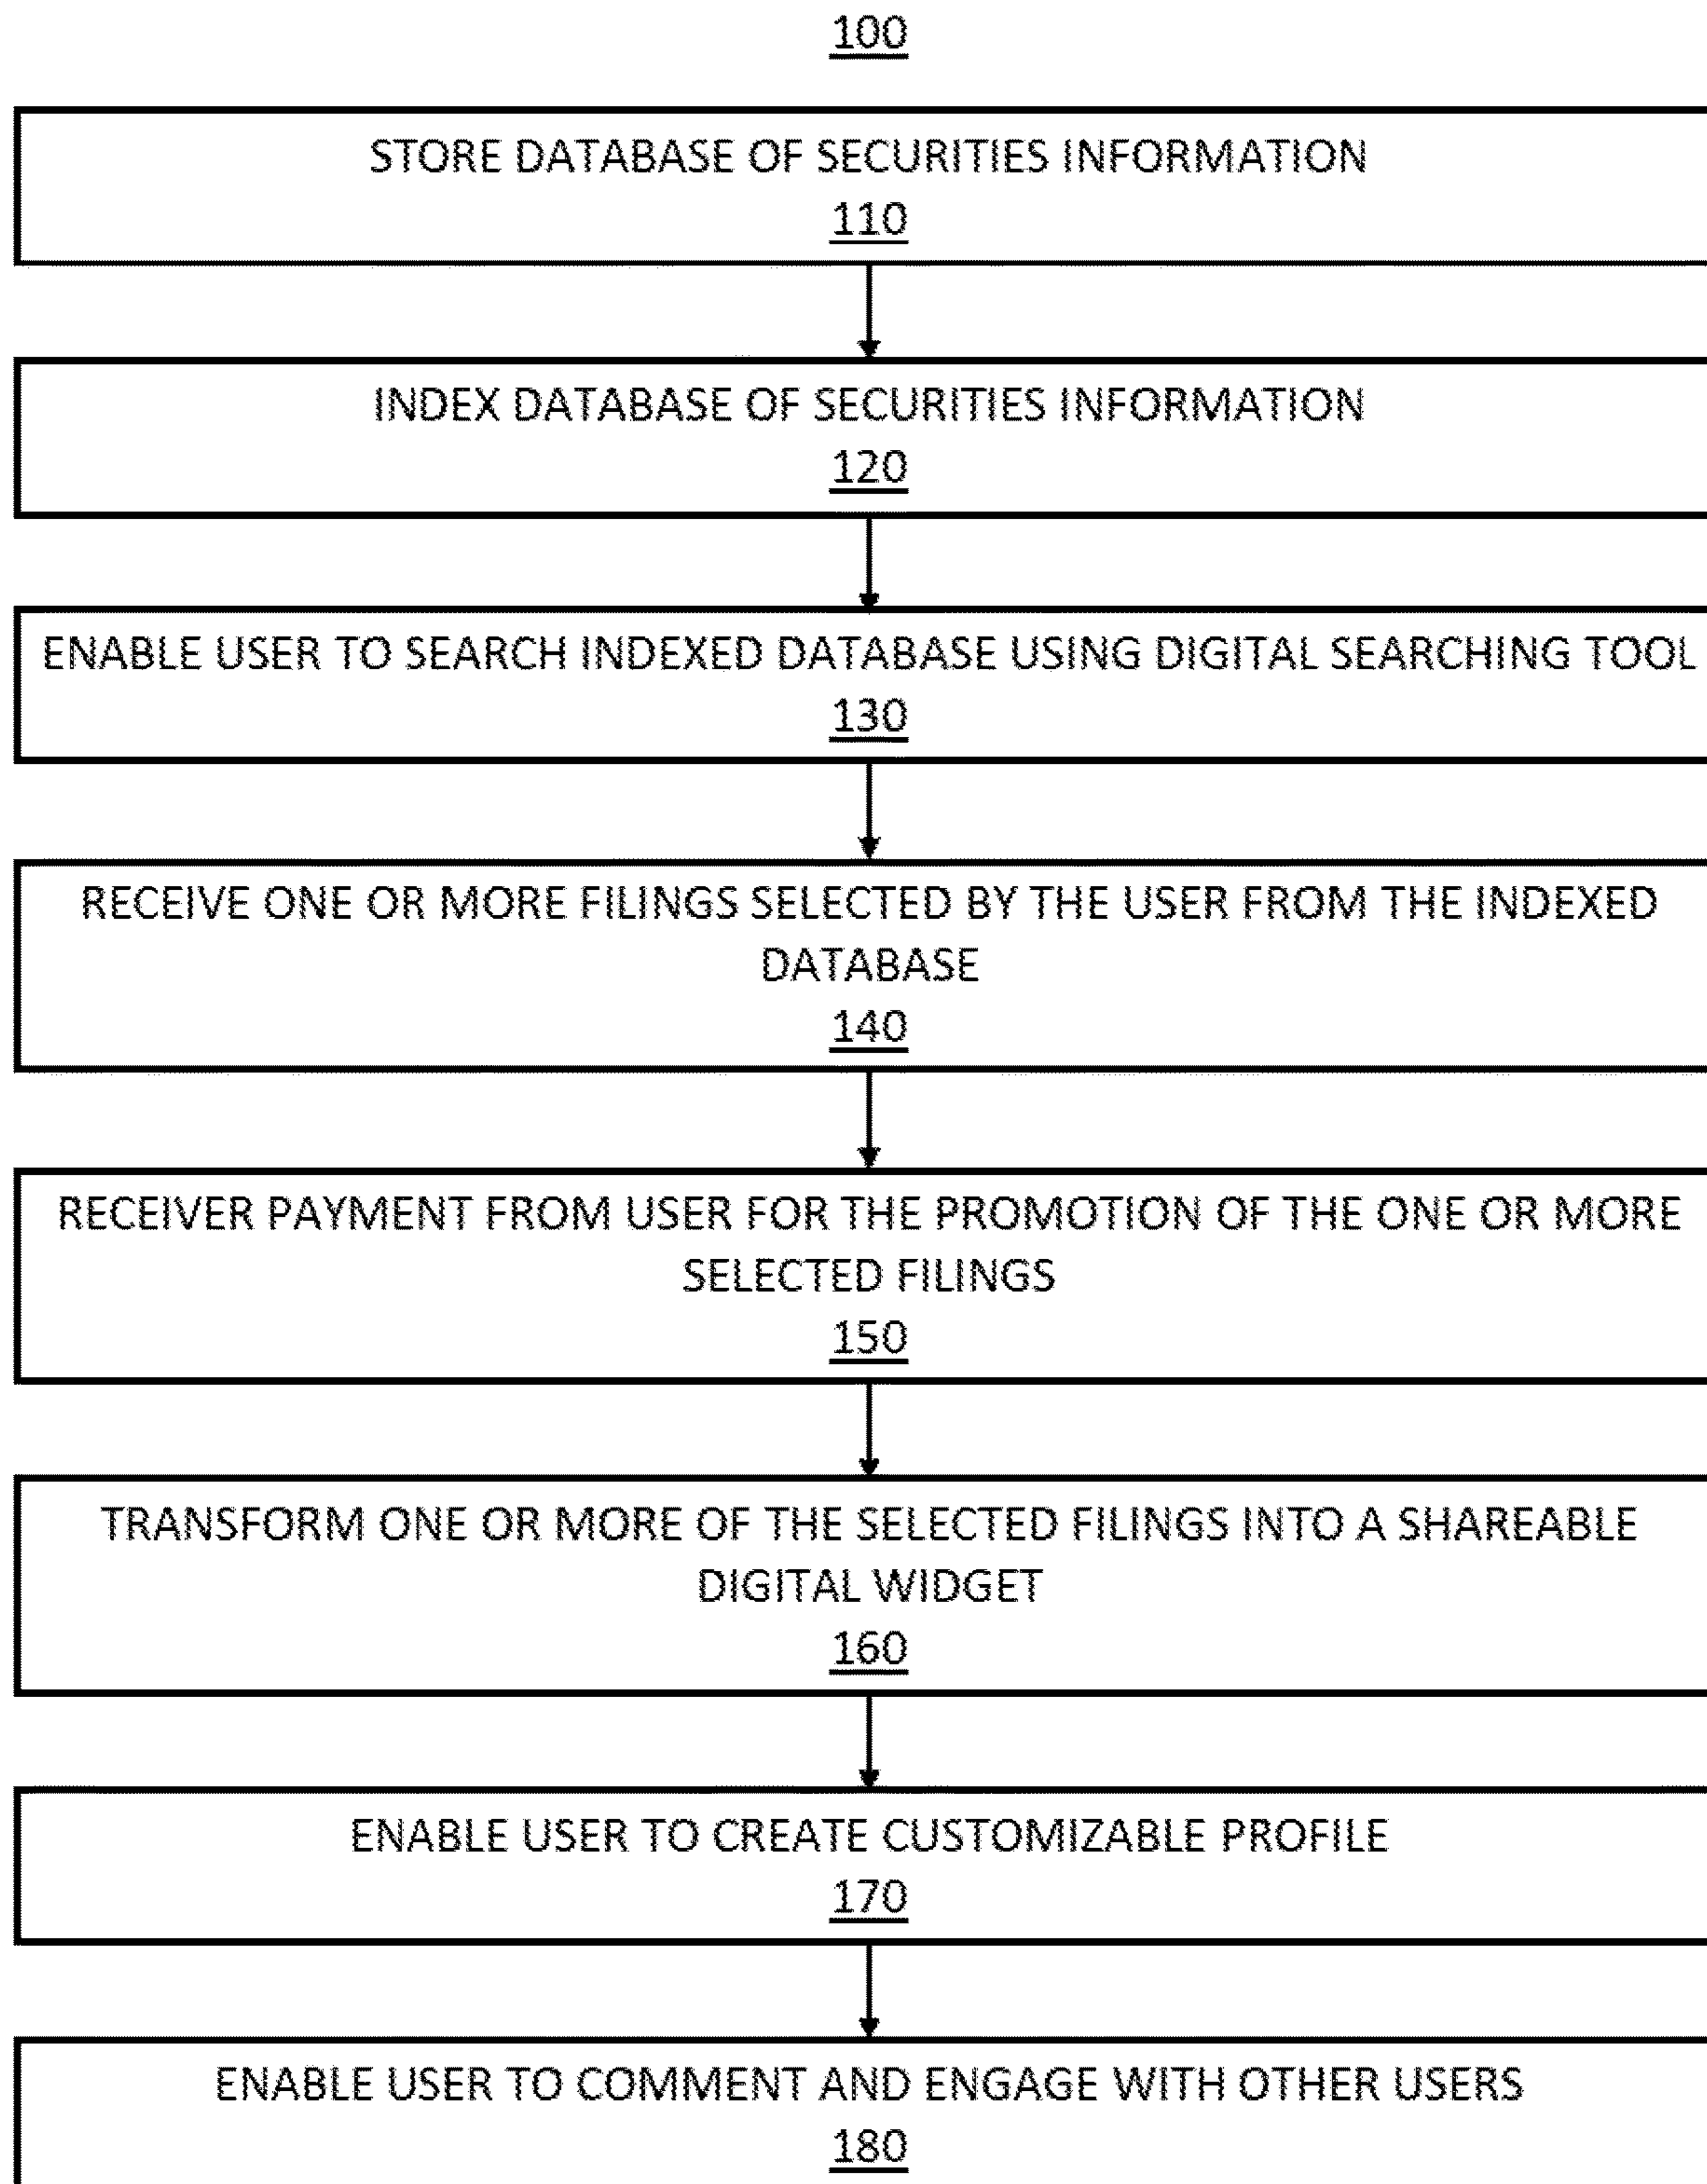 100
STORE DATABASE OF SECURITIES INFORMATION
110
INDEX DATABASE OF SECURITIES INFORMATION
120
ENABLE USER TO SEARCH INDEXED DATABASE USING DIGITAL SEARCHING TOOL
130
RECEIVE ONE OR MORE FILINGS SELECTED BY THE USER FROM THE INDEXED
DATABASE
140
RECEIVER PAYMENT FROM USER FOR THE PROMOTION OF THE ONE OR MORE
SELECTED FILINGS
150
TRANSFORM ONE OR MORE OF THE SELECTED FILINGS INTO A SHAREABLE
DIGITAL WIDGET
160
ENABLE USER TO CREATE CUSTOMIZABLE PROFILE
170
ENABLE USER TO COMMENT AND ENGAGE WITH OTHER USERS
180